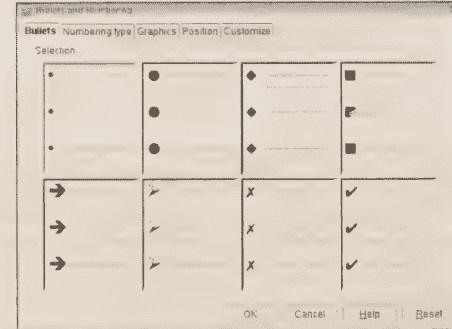 Bullets and Numbering
Bullets Numbering type Graphics Position Customize
Selection
OK Cancel Help Reset